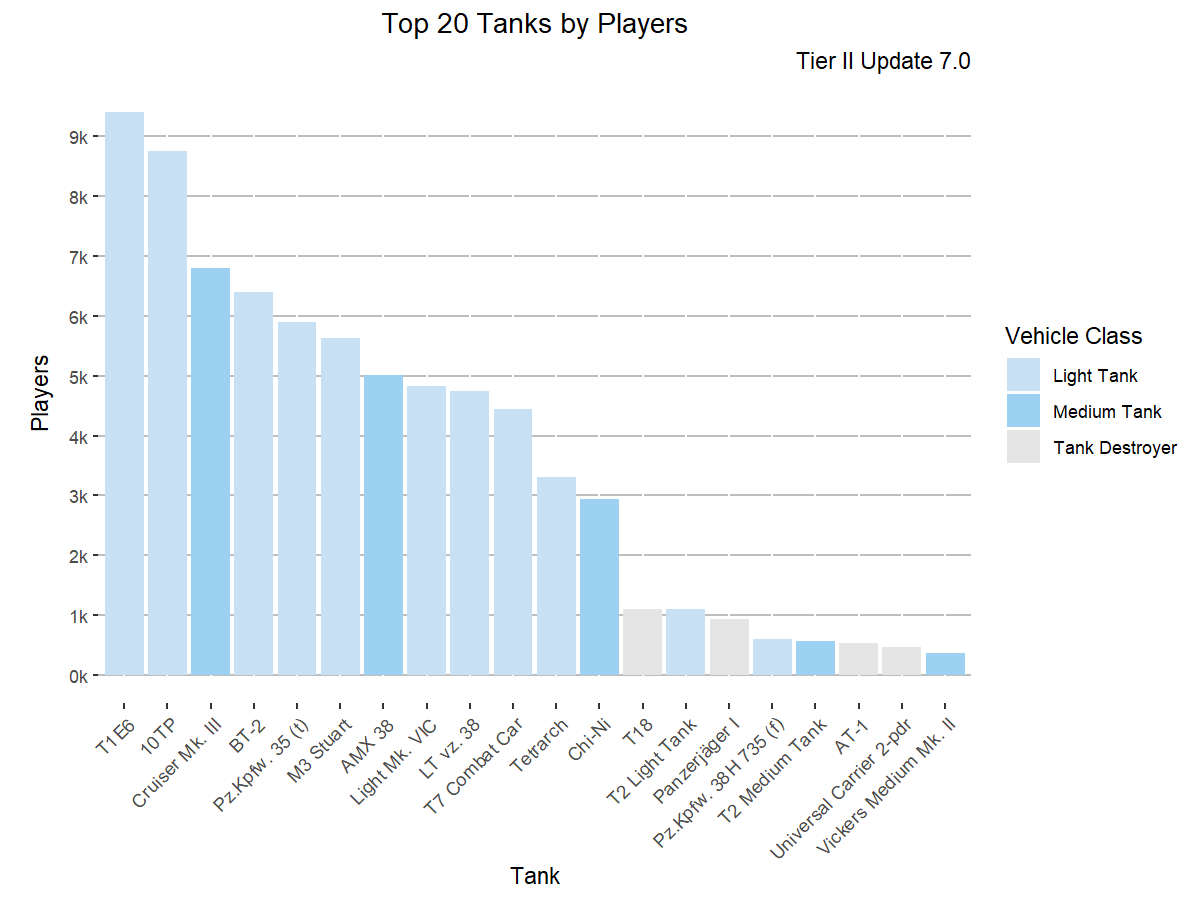 Top 20 Tanks by Players
Tier II Update 7.0
9k
8k
7k
6k
5k
4k
3k
2k
1k
0k
Players
T1E6
10TP
Cruiser Mk. III
BT-2
Pz.Kpfw. 35 (t)
M3 Stuart
AMX 38
Light Mk. VIC
LT vz. 38
T7 Combat Car
Tetrarch
Chi-Ni
T18
T2 Light Tank
Panzerjäger I
Pz.Kpfw. 38H 735 (f)
T2 Medium Tank
AT-1
Universal Carrier 2-pdr
Vickers Medium Mk. II
Tank
Vehicle Class
Light Tank
Medium Tank
Tank Destroyer